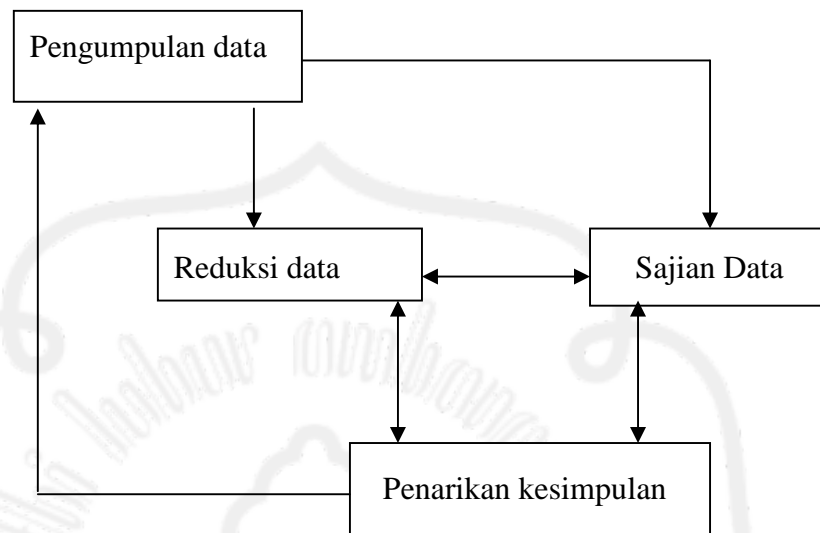 Pengumpulan data
Reduksi data
Sajian Data
Penarikan kesimpulan